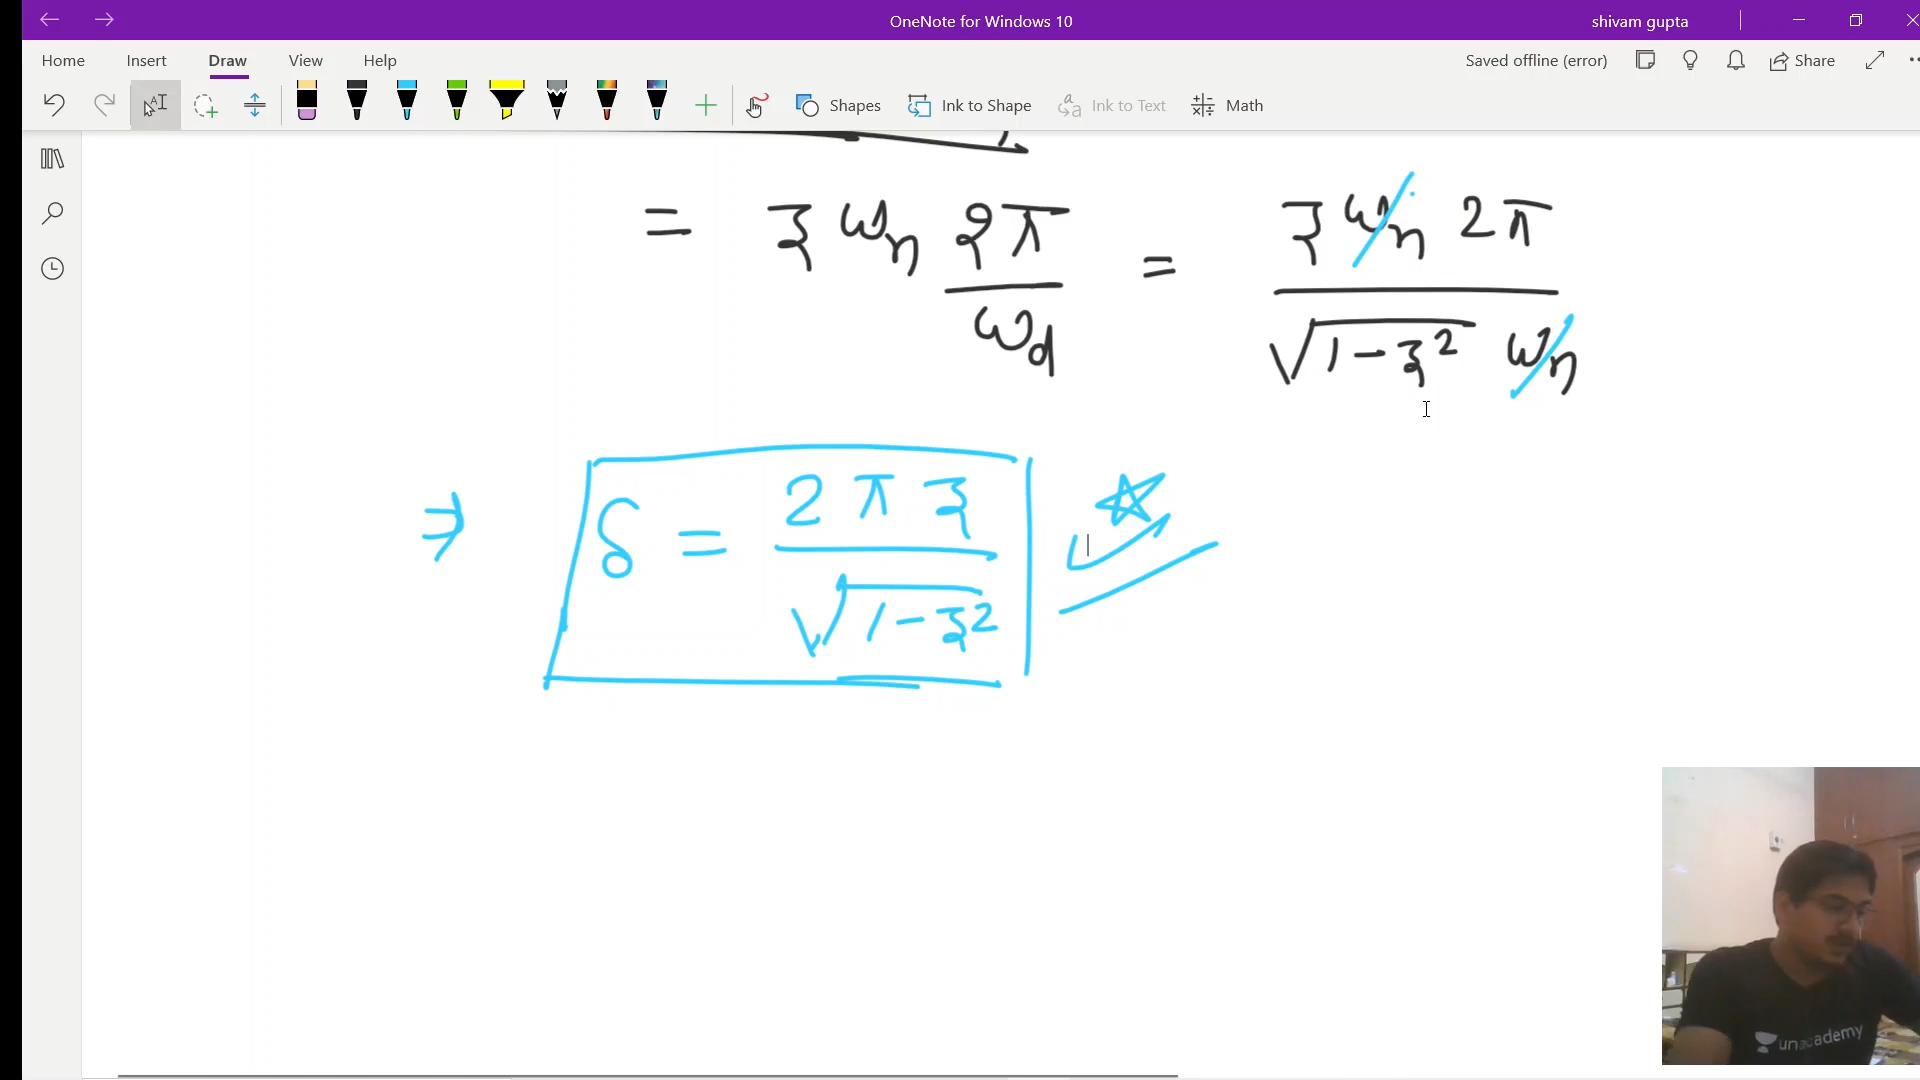 OneNote for Windows 10
shivam gupta
Home Insert Draw View Help
Saved offline (error) Share
Shapes Ink to Shape Ink to Text Math
= ξ ωn 2π / ωd = ξ ωn 2π / √(1-ξ²) ωn
⇒ δ = 2 π ξ / √(1-ξ²)
unacademy